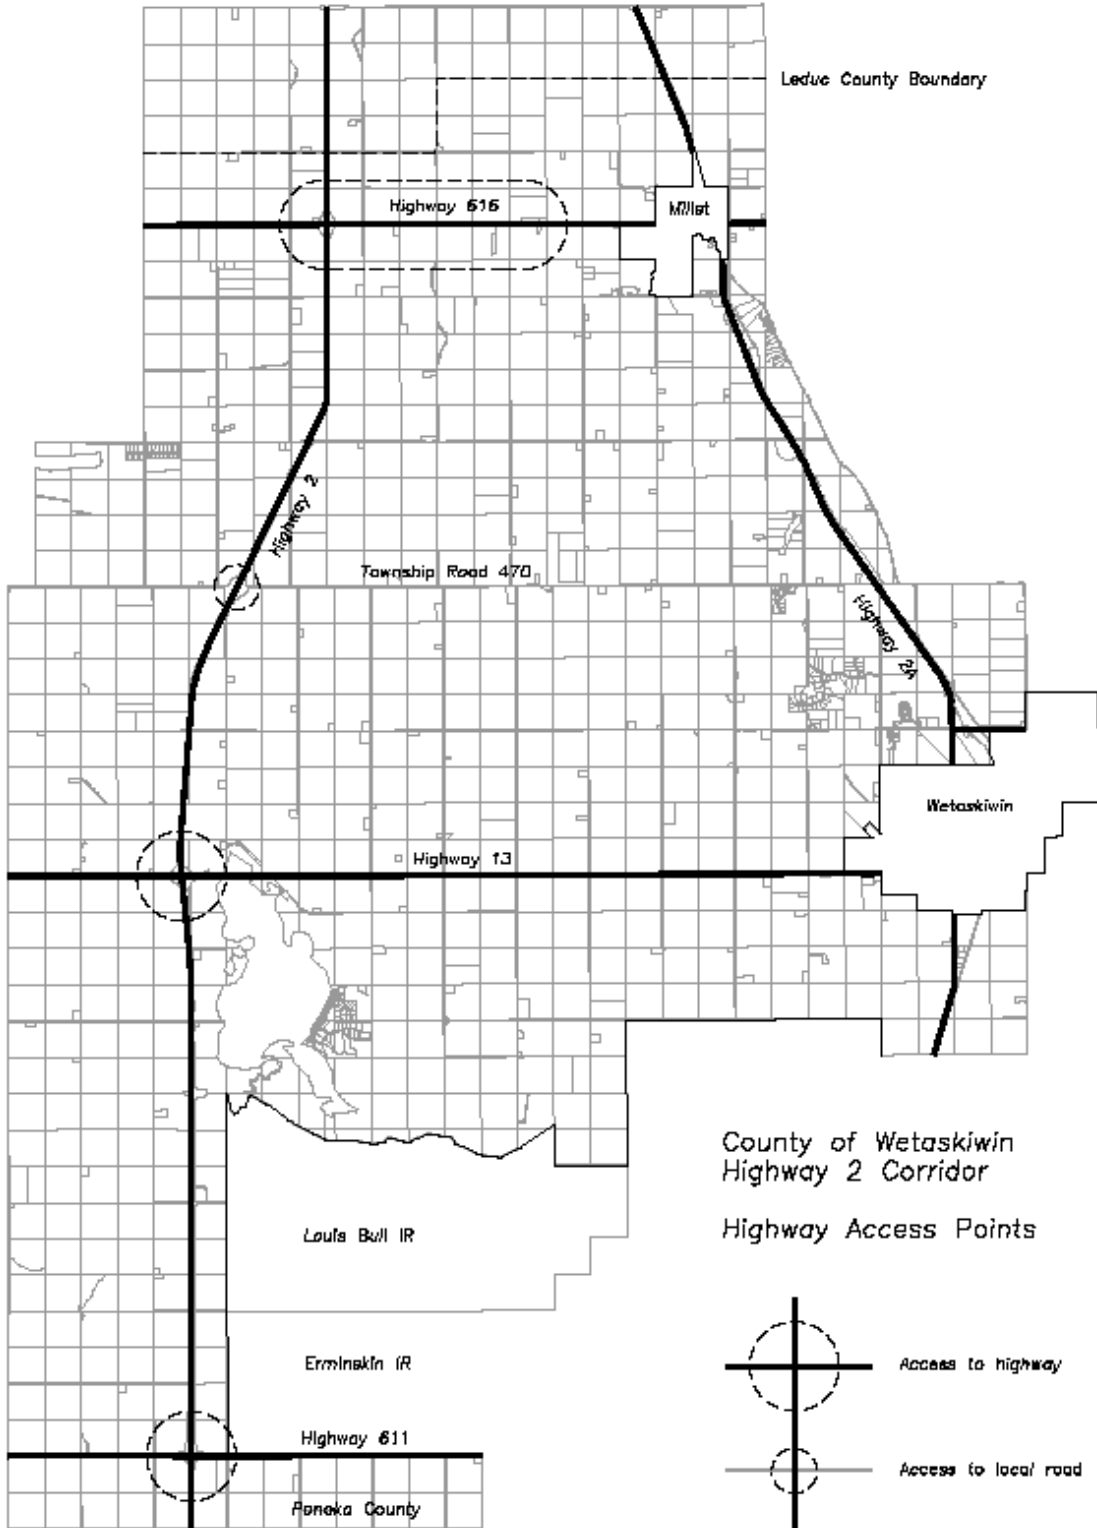 Leduc County Boundary
Highway 616
Millet
Highway 2
Township Road 470
Highway 2A
Wetaskiwin
Highway 13
County of Wetaskiwin
Highway 2 Corridor
Highway Access Points
Louis Bull IR
Erminskin IR
Access to highway
Highway 611
Access to local road
Ponoka County